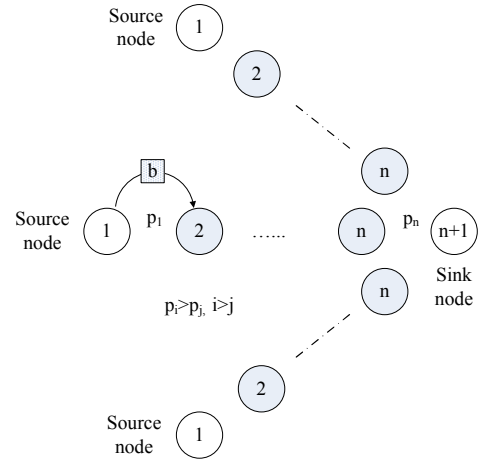 Source
node
1
2
n
b
Source
node
1
p1
2
......
n
pn
n+1
Sink
node
n
pi>pj, i>j
2
Source
node
1